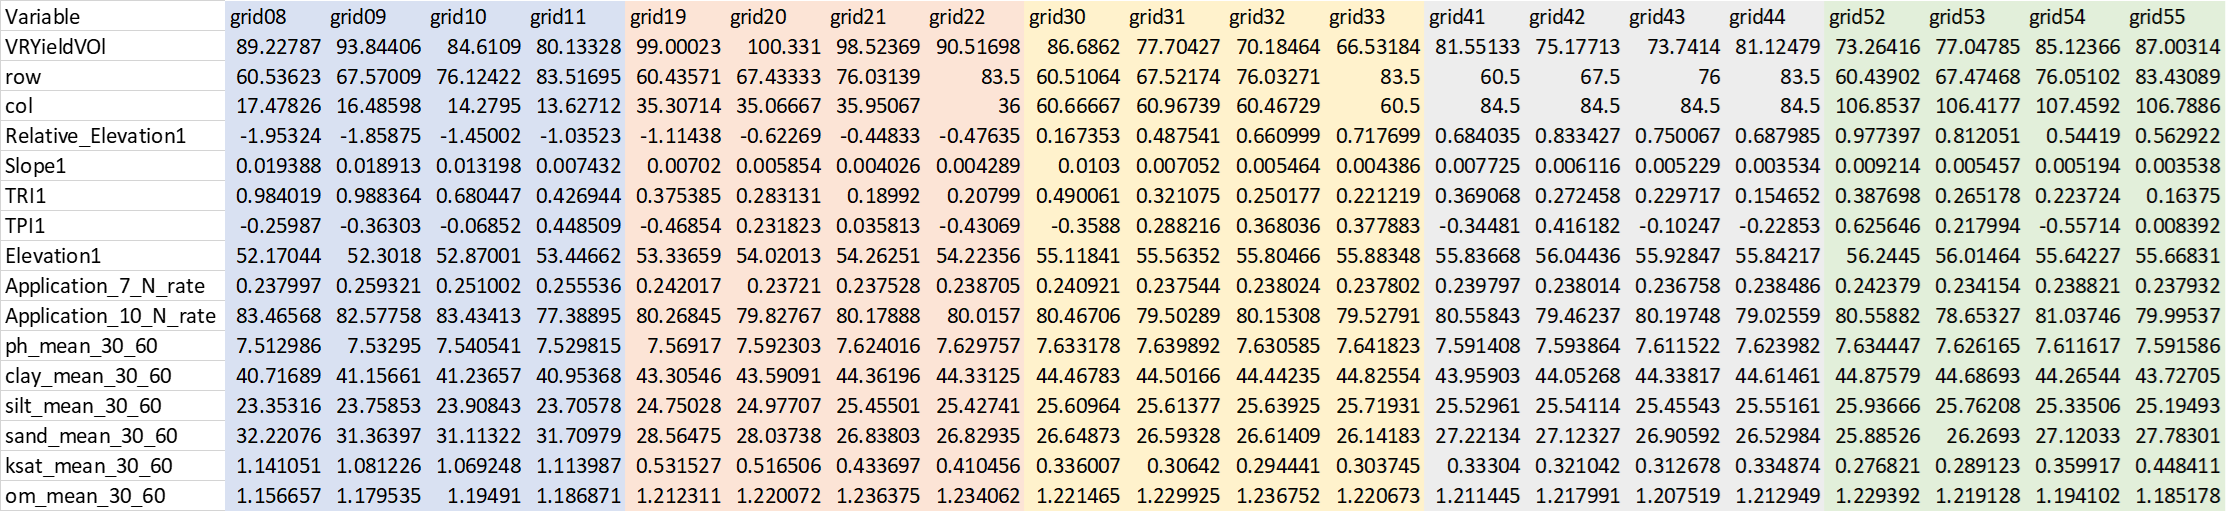 Variable grid08 grid09 grid10 grid11 grid19 grid20 grid21 grid22 grid30 grid31 grid32 grid33 grid41 grid42 grid43 grid44 grid52 grid53 grid54 grid55
VRYieldVOl 89.22787 93.84406 84.6109 80.13328 99.00023 100.331 98.52369 90.51698 86.6862 77.70427 70.18464 66.53184 81.55133 75.17713 73.7414 81.12479 73.26416 77.04785 85.12366 87.00314
row 60.53623 67.57009 76.12422 83.51695 60.43571 67.43333 76.03139 83.5 60.51064 67.52174 76.03271 83.5 60.5 67.5 76 83.5 60.43902 67.47468 76.05102 83.43089
col 17.47826 16.48598 14.2795 13.62712 35.30714 35.06667 35.95067 36 60.66667 60.96739 60.46729 60.5 84.5 84.5 84.5 84.5 106.8537 106.4177 107.4592 106.7886
Relative_Elevation1 -1.95324 -1.85875 -1.45002 -1.03523 -1.11438 -0.62269 -0.44833 -0.47635 0.167353 0.487541 0.660999 0.717699 0.684035 0.833427 0.750067 0.687985 0.977397 0.812051 0.54419 0.562922
Slope1 0.019388 0.018913 0.013198 0.007432 0.00702 0.005854 0.004026 0.004289 0.0103 0.007052 0.005464 0.004386 0.007725 0.006116 0.005229 0.003534 0.009214 0.005457 0.005194 0.003538
TRI1 0.984019 0.988364 0.680447 0.426944 0.375385 0.283131 0.18992 0.20799 0.490061 0.321075 0.250177 0.221219 0.369068 0.272458 0.229717 0.154652 0.387698 0.265178 0.223724 0.16375
TPI1 -0.25987 -0.36303 -0.06852 0.448509 -0.46854 0.231823 0.035813 -0.43069 -0.3588 0.288216 0.368036 0.377883 -0.34481 0.416182 -0.10247 -0.22853 0.625646 0.217994 -0.55714 0.008392
Elevation1 52.17044 52.3018 52.87001 53.44662 53.33659 54.02013 54.26251 54.22356 55.11841 55.56352 55.80466 55.88348 55.83668 56.04436 55.92847 55.84217 56.2445 56.01464 55.64227 55.66831
Application_7_N_rate 0.237997 0.259321 0.251002 0.255536 0.242017 0.23721 0.237528 0.238705 0.240921 0.237544 0.238024 0.237802 0.239797 0.238014 0.236758 0.238486 0.242379 0.234154 0.238821 0.237932
Application_10_N_rate 83.46568 82.57758 83.43413 77.38895 80.26845 79.82767 80.17888 80.0157 80.46706 79.50289 80.15308 79.52791 80.55843 79.46237 80.19748 79.02559 80.55882 78.65327 81.03746 79.99537
ph_mean_30_60 7.512986 7.53295 7.540541 7.529815 7.56917 7.592303 7.624016 7.629757 7.633178 7.639892 7.630585 7.641823 7.591408 7.593864 7.611522 7.623982 7.634447 7.626165 7.611617 7.591586
clay_mean_30_60 40.71689 41.15661 41.23657 40.95368 43.30546 43.59091 44.36196 44.33125 44.46783 44.50166 44.44235 44.82554 43.95903 44.05268 44.33817 44.61461 44.87579 44.68693 44.26544 43.72705
silt_mean_30_60 23.35316 23.75853 23.90843 23.70578 24.75028 24.97707 25.45501 25.42741 25.60964 25.61377 25.63925 25.71931 25.52961 25.54114 25.45543 25.55161 25.93666 25.76208 25.33506 25.19493
sand_mean_30_60 32.22076 31.36397 31.11322 31.70979 28.56475 28.03738 26.83803 26.82935 26.64873 26.59328 26.61409 26.14183 27.22134 27.12327 26.90592 26.52984 25.88526 26.2693 27.12033 27.78301
ksat_mean_30_60 1.141051 1.081226 1.069248 1.113987 0.531527 0.516506 0.433697 0.410456 0.336007 0.30642 0.294441 0.303745 0.33304 0.321042 0.312678 0.334874 0.276821 0.289123 0.359917 0.448411
om_mean_30_60 1.156657 1.179535 1.19491 1.186871 1.212311 1.220072 1.236375 1.234062 1.221465 1.229925 1.236752 1.220673 1.211445 1.217991 1.207519 1.212949 1.229392 1.219128 1.194102 1.185178